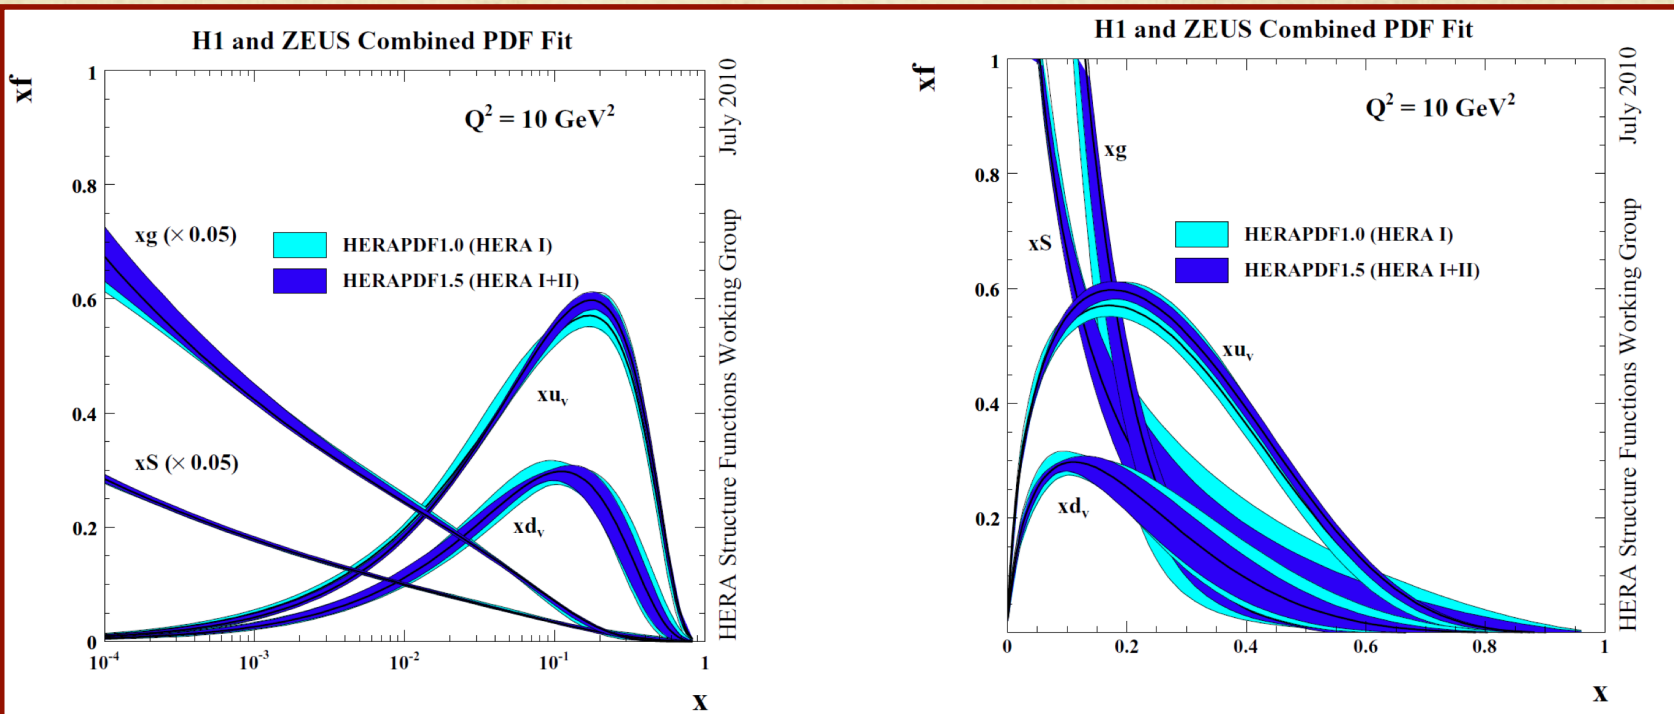 H1 and ZEUS Combined PDF Fit
xf
Q² = 10 GeV²
HERA Structure Functions Working Group July 2010
xg (× 0.05)
HERAPDF1.0 (HERA I)
HERAPDF1.5 (HERA I+II)
xS (× 0.05)
xuᵥ
xdᵥ
1
0.8
0.6
0.4
0.2
0
10⁻⁴ 10⁻³ 10⁻² 10⁻¹ 1
x
H1 and ZEUS Combined PDF Fit
xf
Q² = 10 GeV²
HERA Structure Functions Working Group July 2010
xg
xS
HERAPDF1.0 (HERA I)
HERAPDF1.5 (HERA I+II)
xuᵥ
xdᵥ
1
0.8
0.6
0.4
0.2
0 0.2 0.4 0.6 0.8 1
x